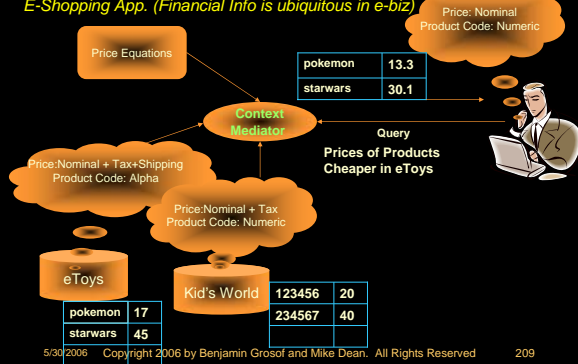 E-Shopping App. (Financial Info is ubiquitous in e-biz)
Price: Nominal
Product Code: Numeric
Price Equations
pokemon 13.3
starwars 30.1
Context
Mediator
Query
Prices of Products
Cheaper in eToys
Price:Nominal + Tax+Shipping
Product Code: Alpha
Price:Nominal + Tax
Product Code: Numeric
eToys
Kid's World
123456 20
234567 40
pokemon 17
starwars 45
5/30/2006 Copyright 2006 by Benjamin Grosof and Mike Dean. All Rights Reserved 209